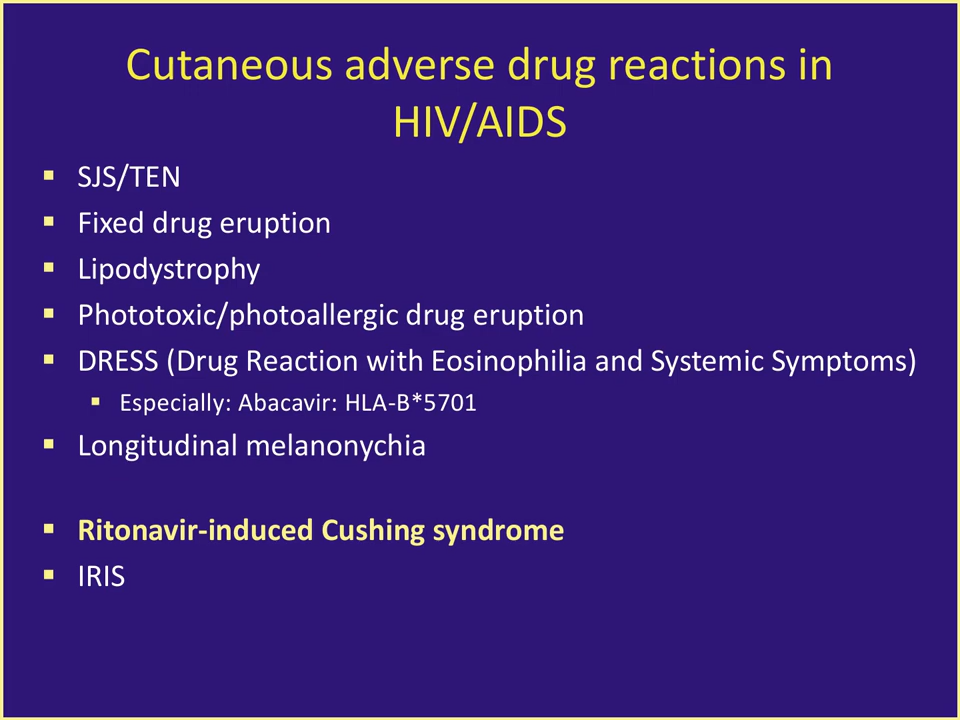 Cutaneous adverse drug reactions in
HIV/AIDS
▪ SJS/TEN
▪ Fixed drug eruption
▪ Lipodystrophy
▪ Phototoxic/photoallergic drug eruption
▪ DRESS (Drug Reaction with Eosinophilia and Systemic Symptoms)
▪ Especially: Abacavir: HLA-B*5701
▪ Longitudinal melanonychia
▪ Ritonavir-induced Cushing syndrome
▪ IRIS